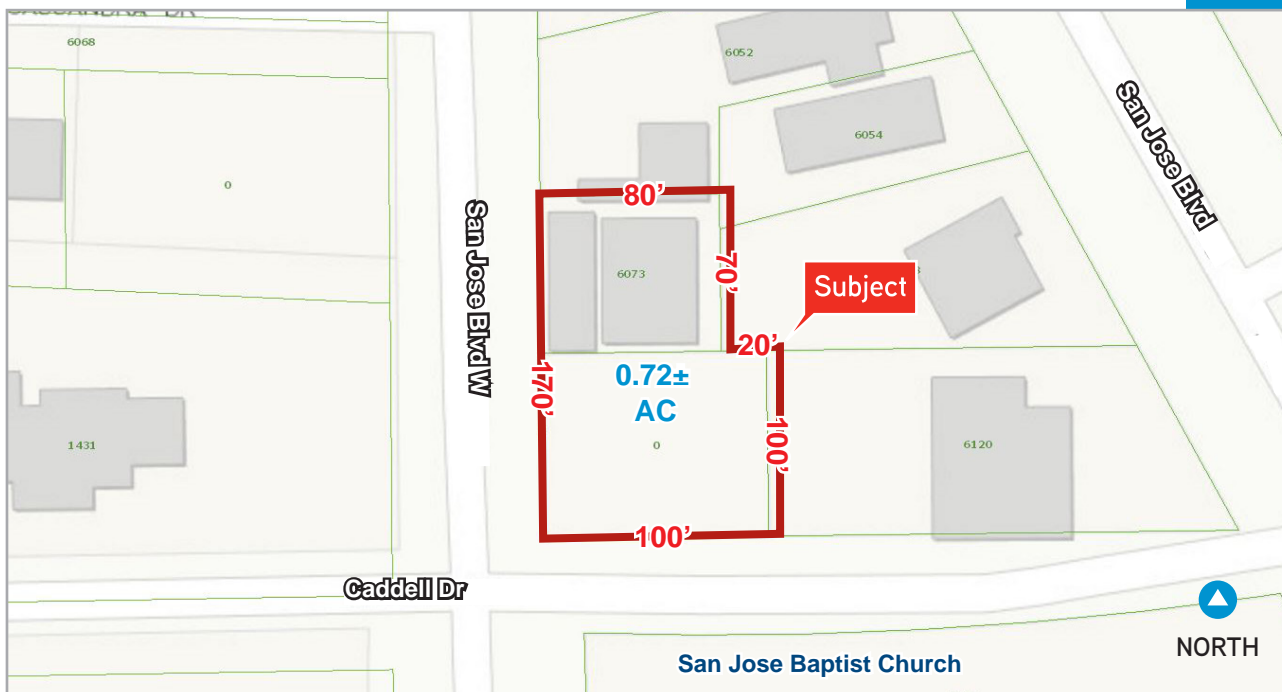 6068
6052
6054
0
San Jose Blvd
80’
San Jose Blvd W
6073
70’
Subject
20’
0.72±
AC
170’
100’
1431
0
6120
100’
Caddell Dr
San Jose Baptist Church
NORTH